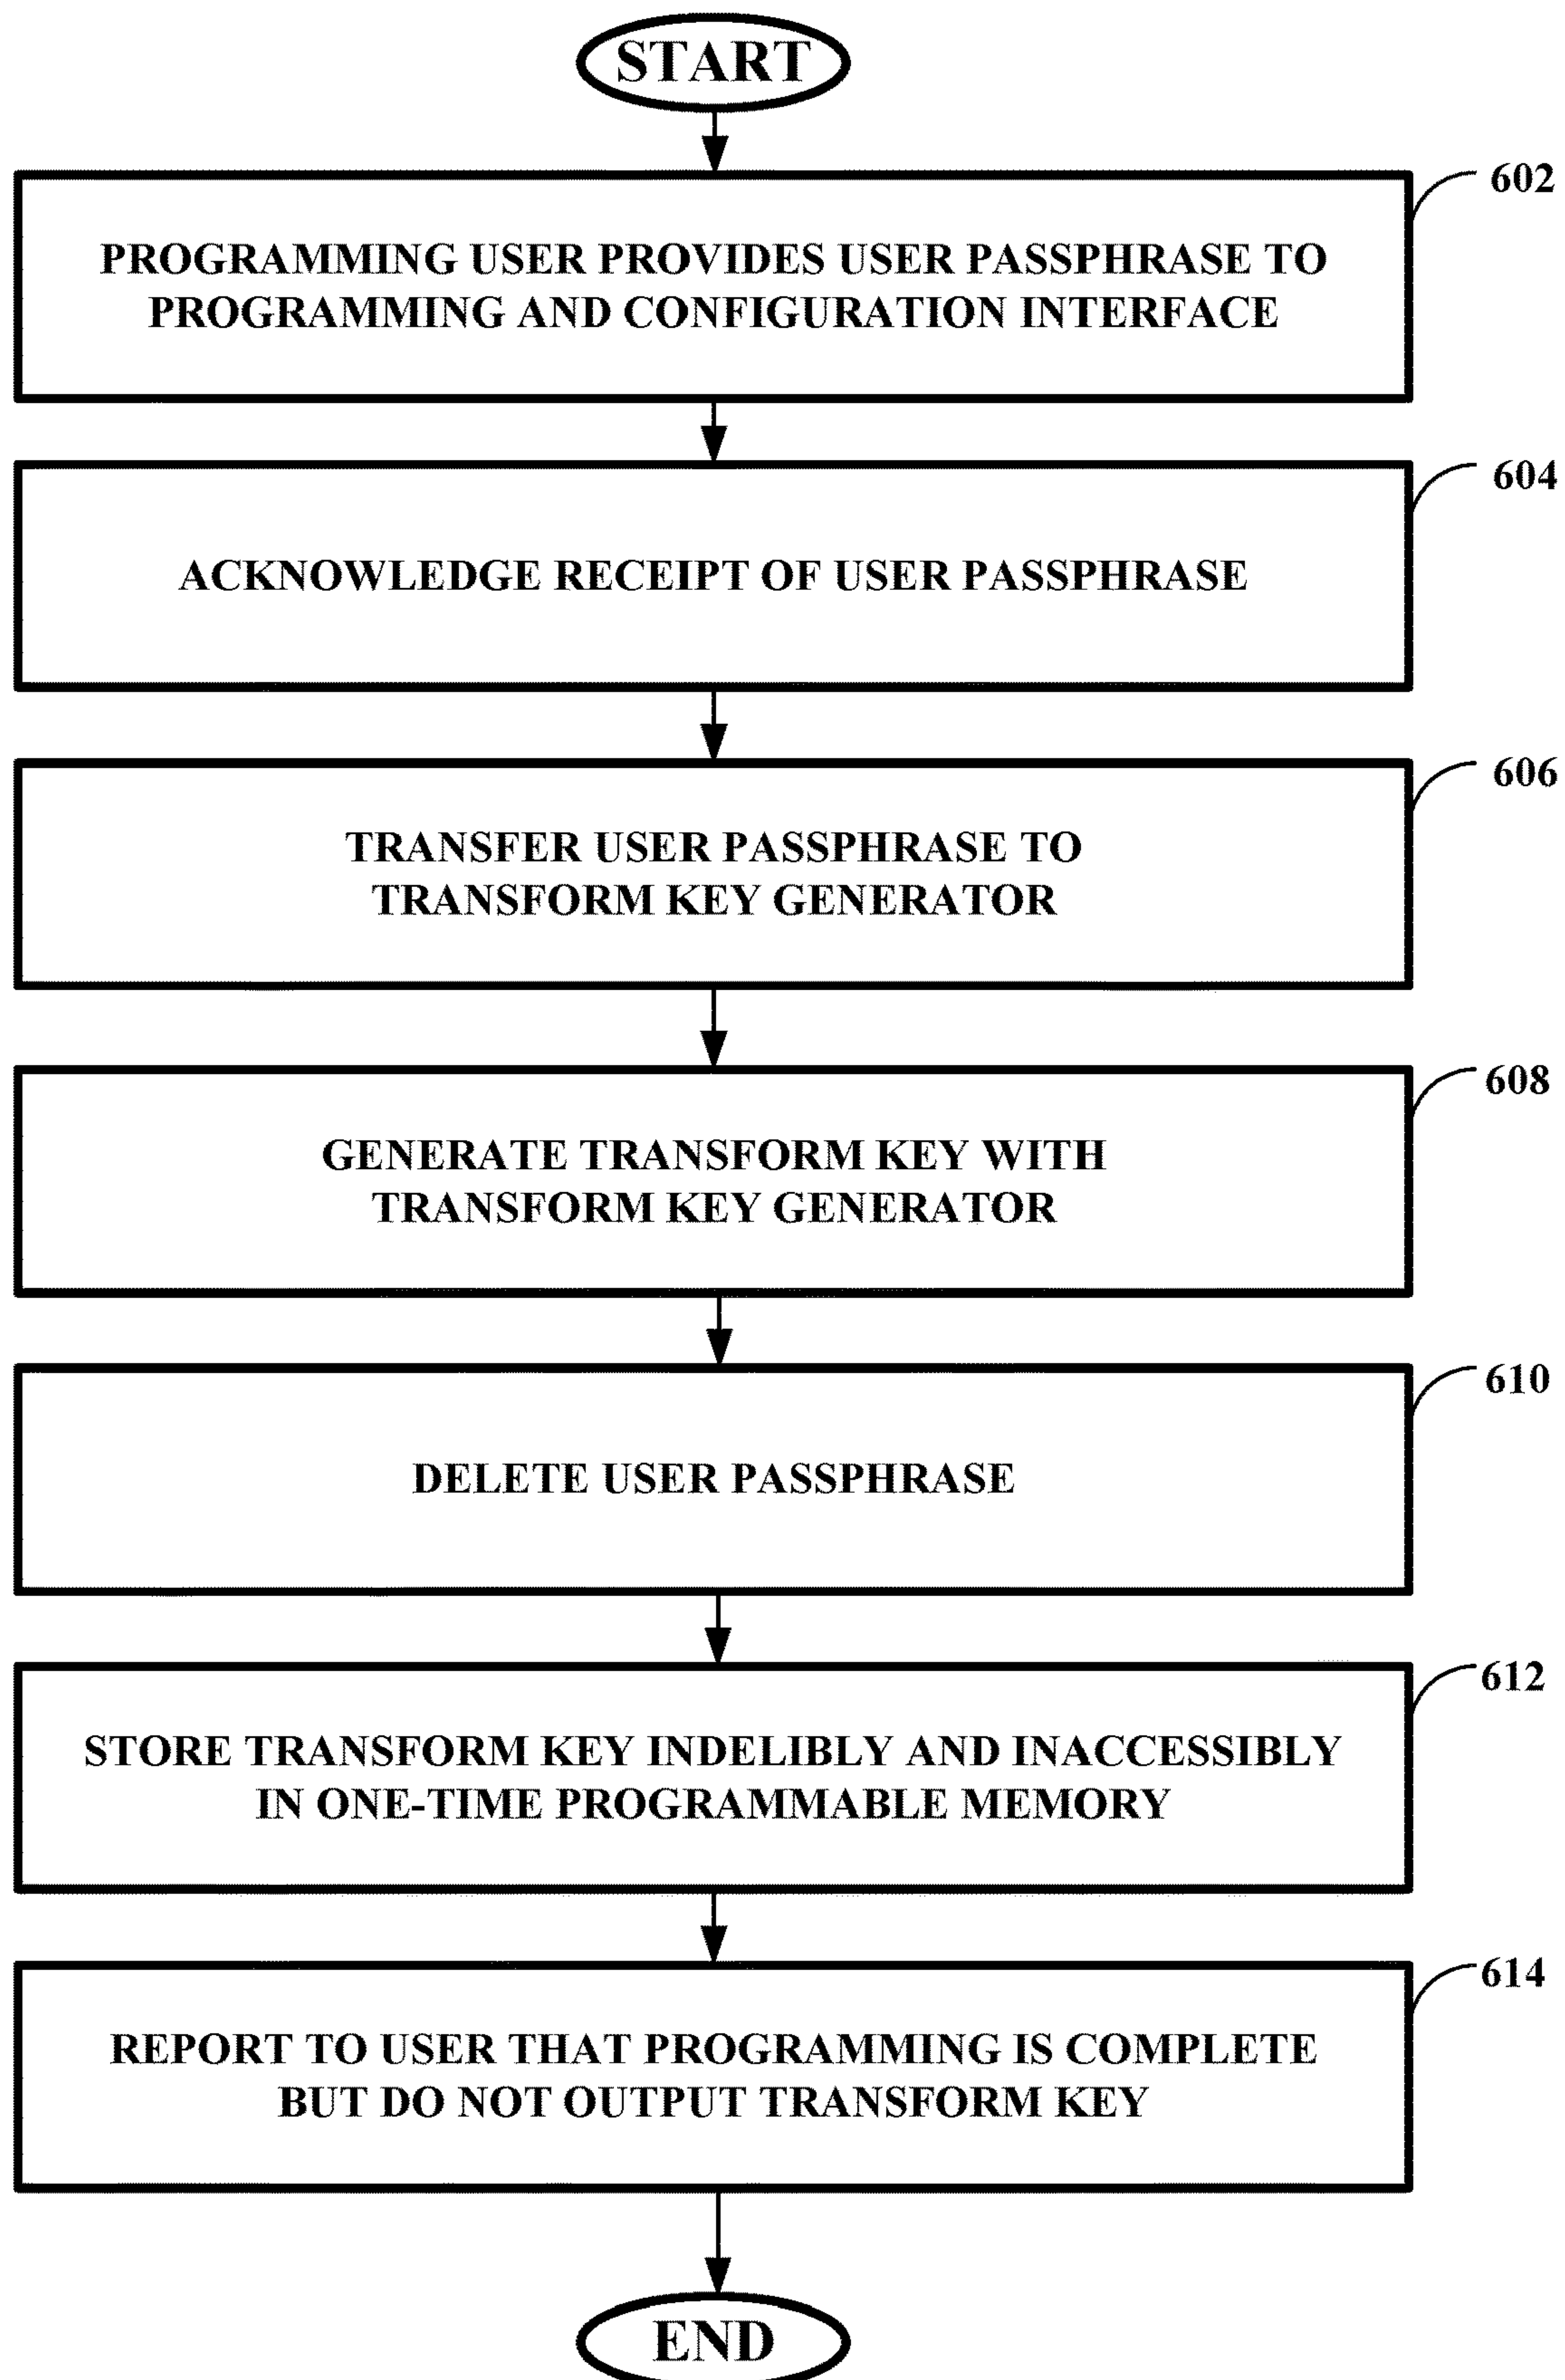 START
602
PROGRAMMING USER PROVIDES USER PASSPHRASE TO
PROGRAMMING AND CONFIGURATION INTERFACE
604
ACKNOWLEDGE RECEIPT OF USER PASSPHRASE
606
TRANSFER USER PASSPHRASE TO
TRANSFORM KEY GENERATOR
608
GENERATE TRANSFORM KEY WITH
TRANSFORM KEY GENERATOR
610
DELETE USER PASSPHRASE
612
STORE TRANSFORM KEY INDELIBLY AND INACCESSIBLY
IN ONE-TIME PROGRAMMABLE MEMORY
614
REPORT TO USER THAT PROGRAMMING IS COMPLETE
BUT DO NOT OUTPUT TRANSFORM KEY
END